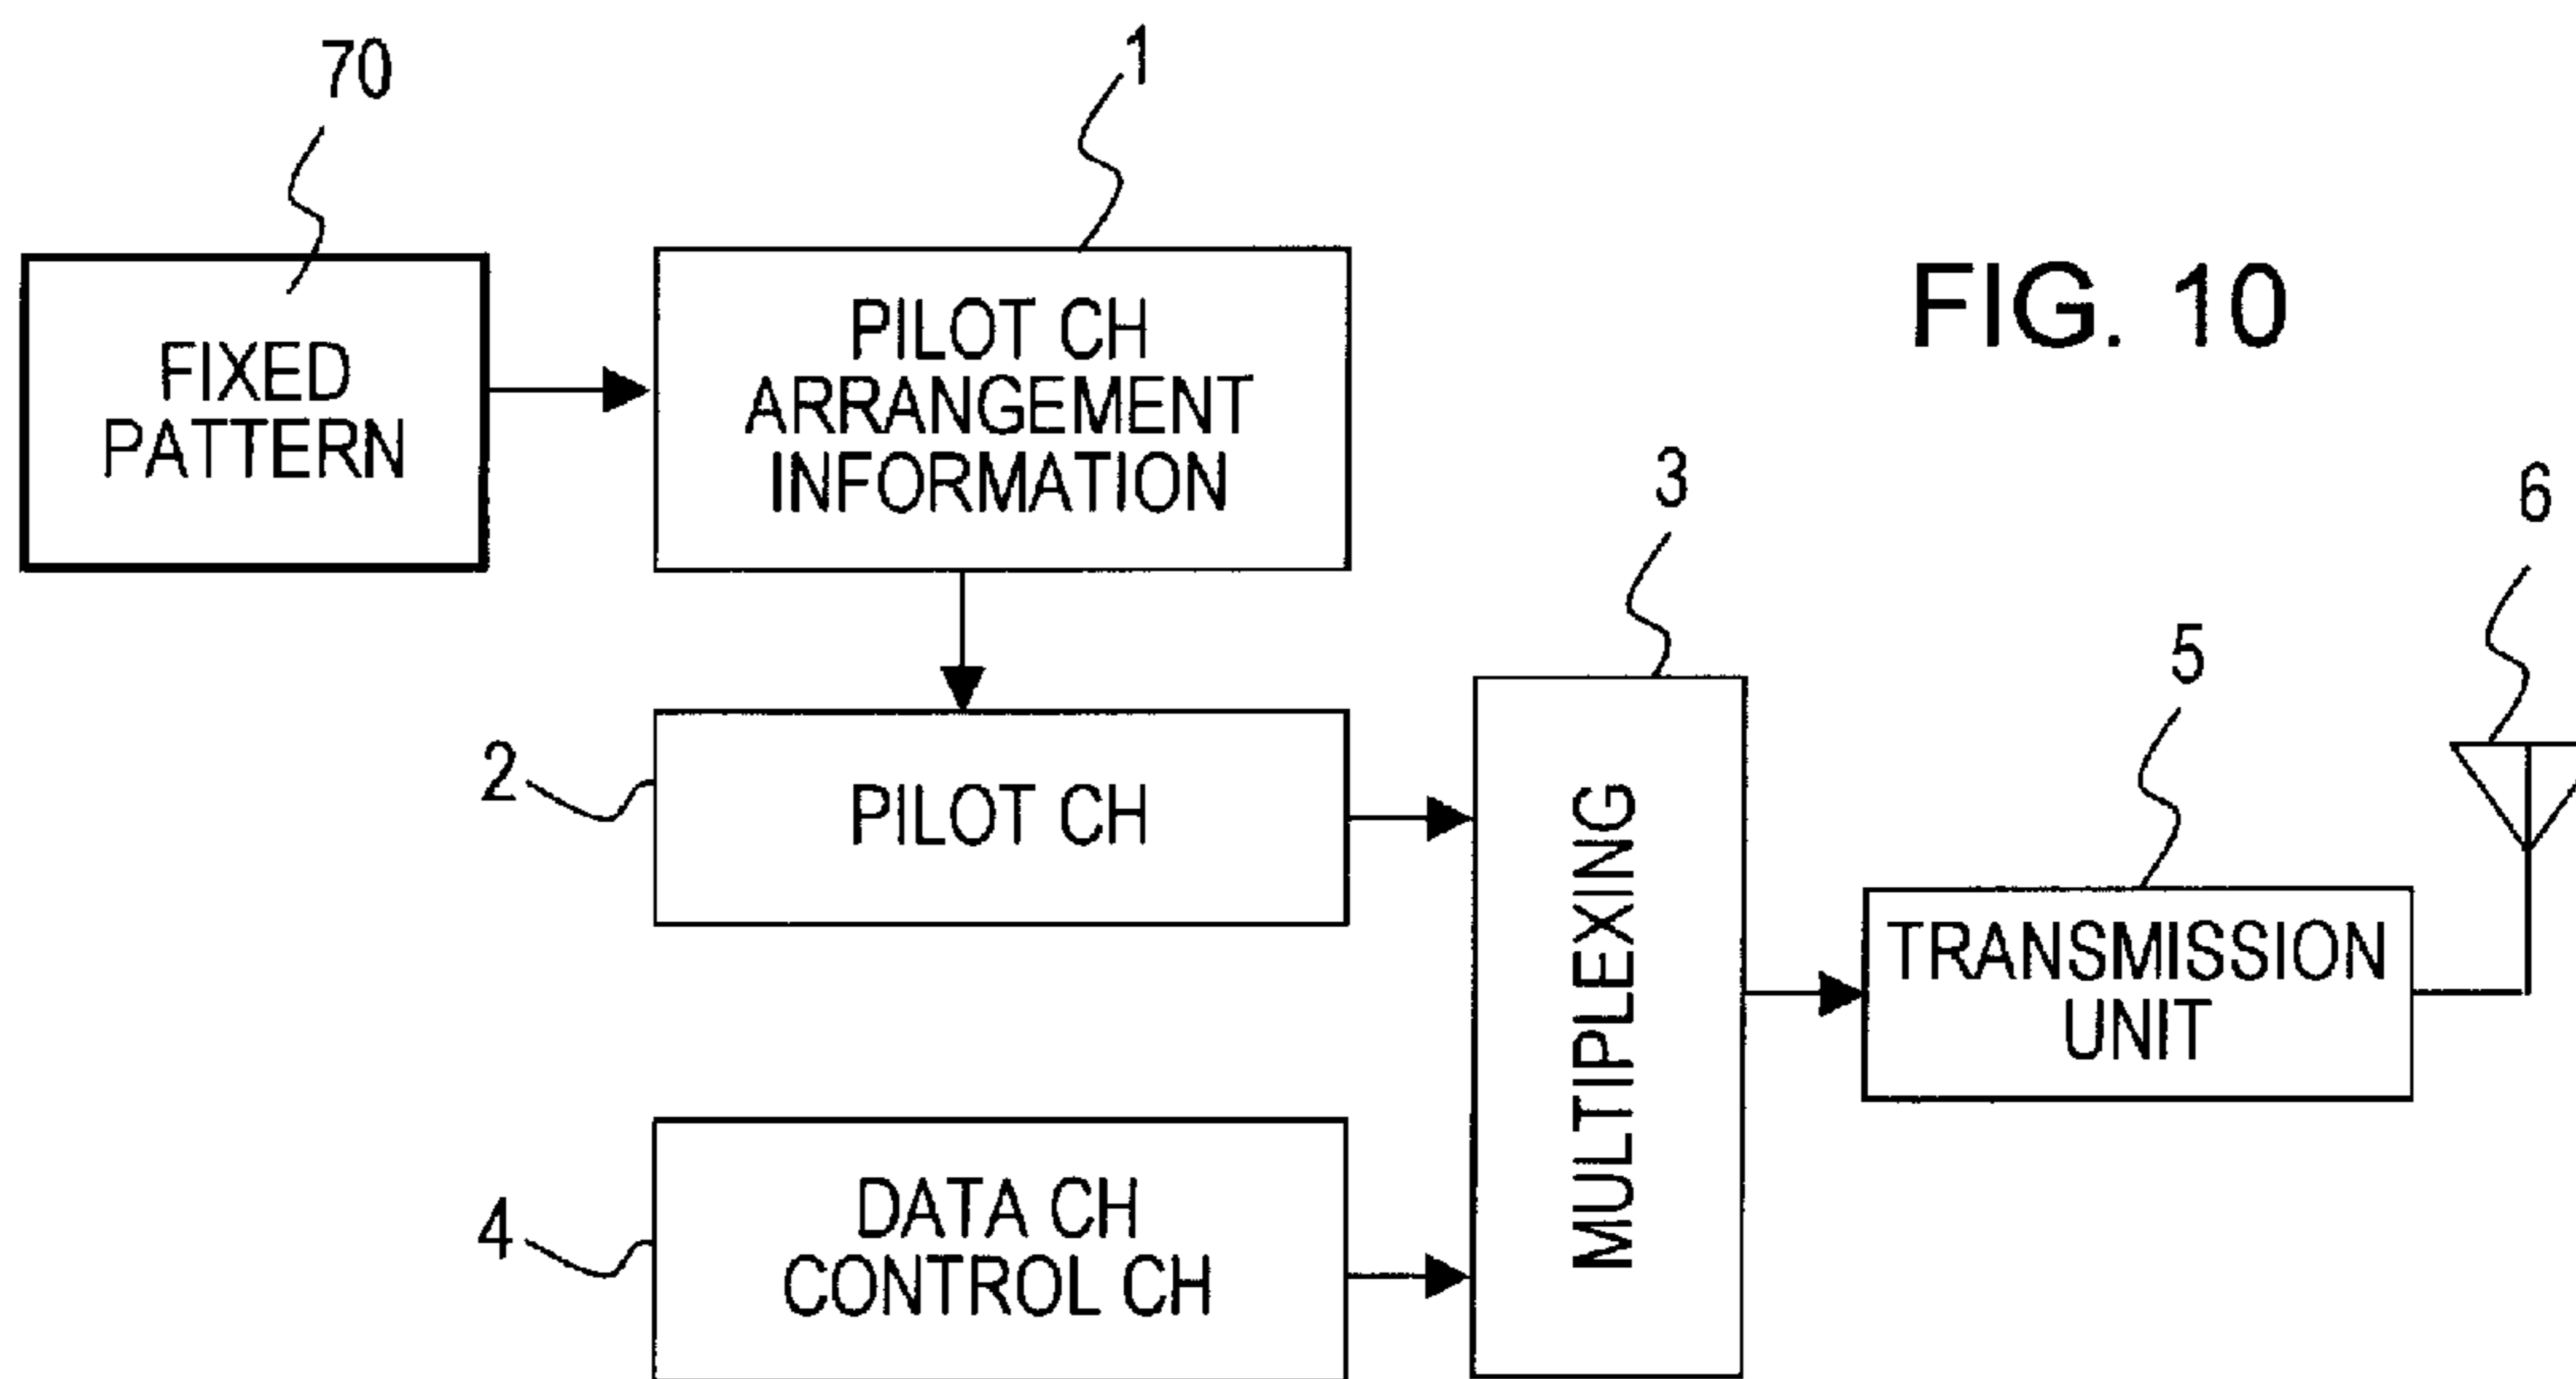 70
1
FIG. 10
FIXED
PATTERN
PILOT CH
ARRANGEMENT
INFORMATION
3
6
5
2
PILOT CH
MULTIPLEXING
TRANSMISSION
UNIT
4
DATA CH
CONTROL CH